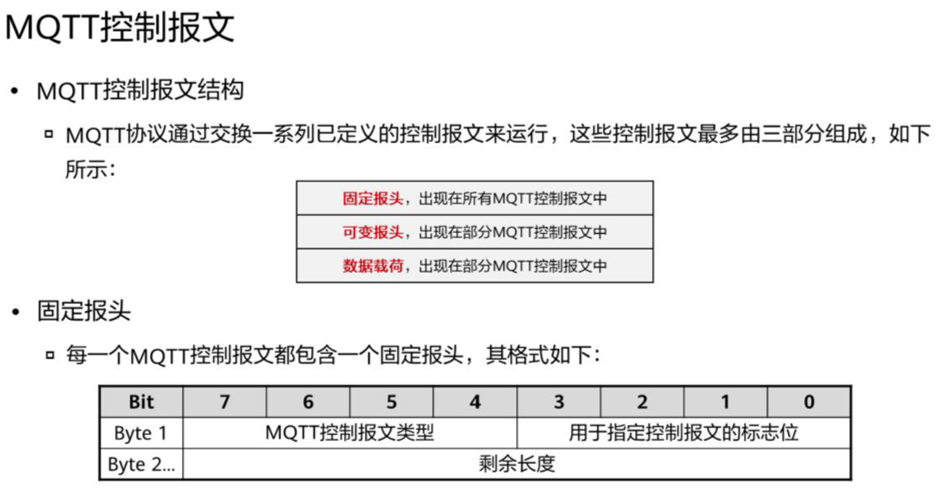 MQTT控制报文
• MQTT控制报文结构
▫ MQTT协议通过交换一系列已定义的控制报文来运行，这些控制报文最多由三部分组成，如下
所示：
固定报头，出现在所有MQTT控制报文中
可变报头，出现在部分MQTT控制报文中
数据载荷，出现在部分MQTT控制报文中
• 固定报头
▫ 每一个MQTT控制报文都包含一个固定报头，其格式如下：
Bit 7 6 5 4 3 2 1 0
Byte 1 MQTT控制报文类型 用于指定控制报文的标志位
Byte 2... 剩余长度